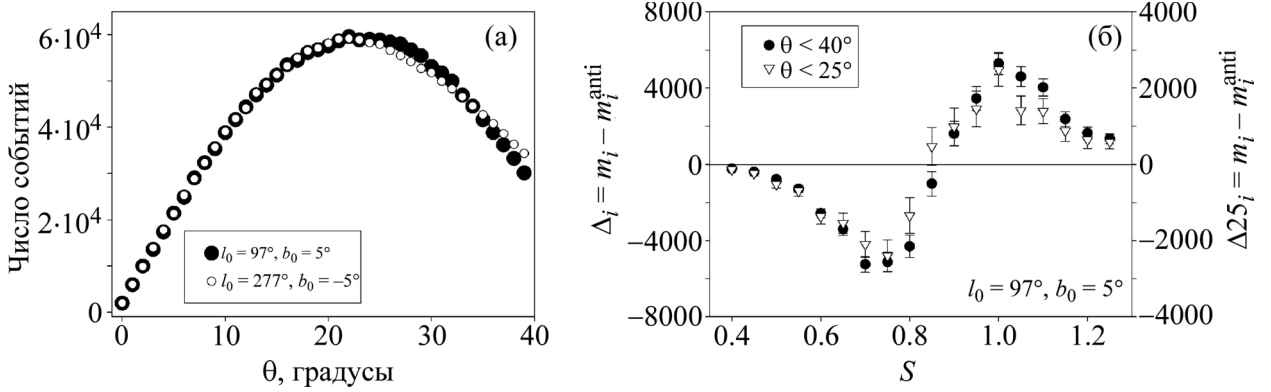 (а)
Число событий
6·10⁴
4·10⁴
2·10⁴
0
l₀ = 97°, b₀ = 5°
l₀ = 277°, b₀ = –5°
0 10 20 30 40
θ, градусы
(б)
Δᵢ = mᵢ – mᵢᵃⁿᵗⁱ
8000
4000
0
–4000
–8000
θ < 40°
θ < 25°
l₀ = 97°, b₀ = 5°
0.4 0.6 0.8 1.0 1.2
S
4000
2000
0
–2000
–4000
Δ25ᵢ = mᵢ – mᵢᵃⁿᵗⁱ